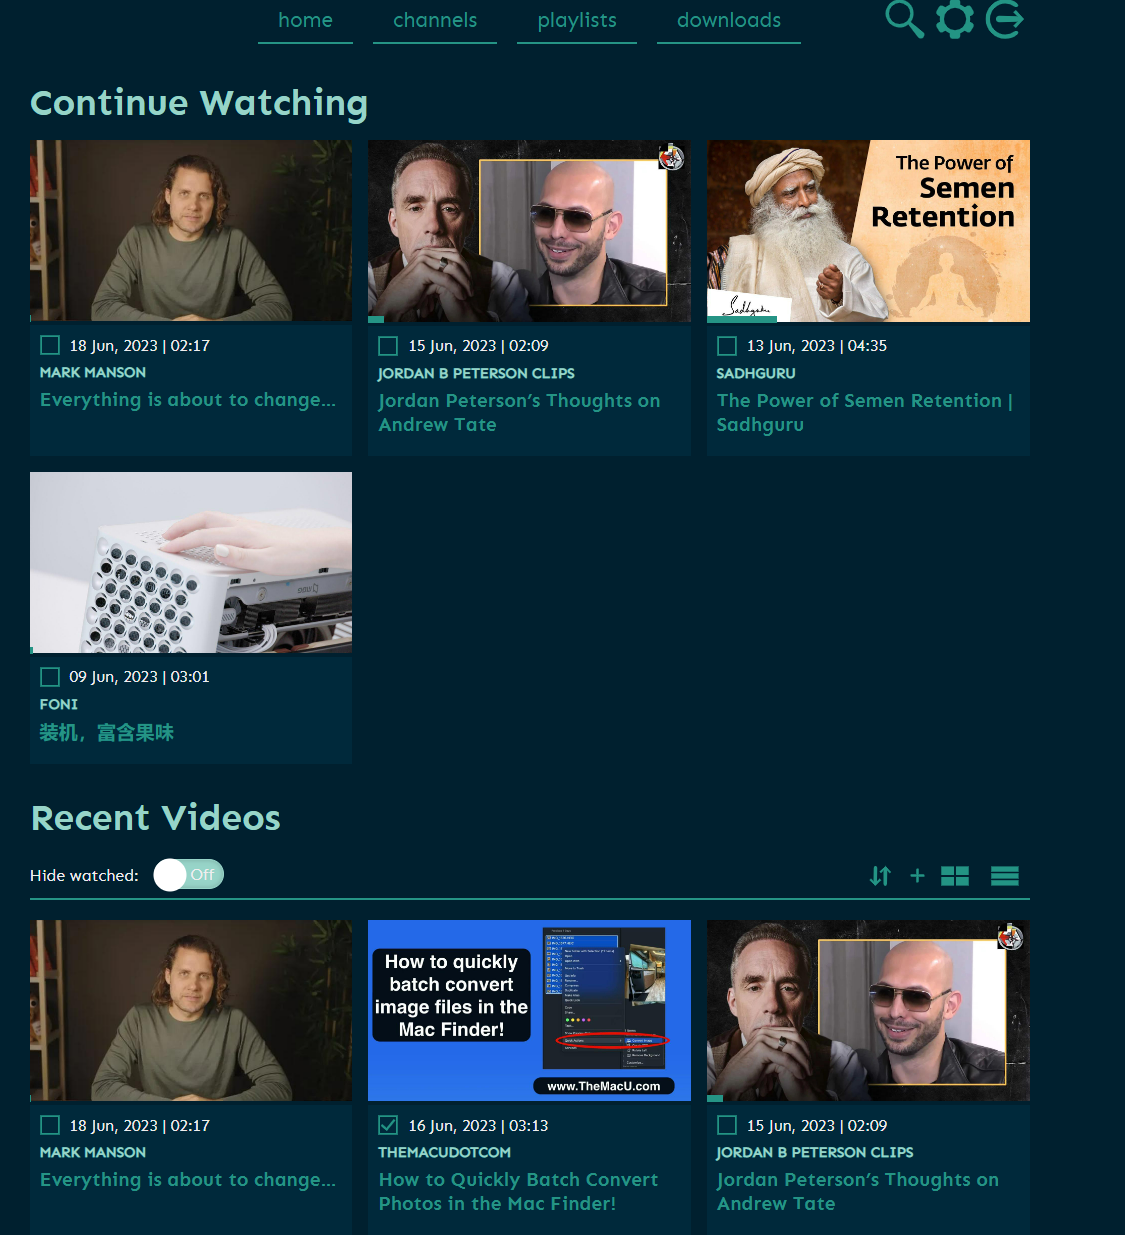 home channels playlists downloads
Continue Watching
The Power of
Semen
Retention
Sadhguru
18 Jun, 2023 | 02:17
MARK MANSON
Everything is about to change...
15 Jun, 2023 | 02:09
JORDAN B PETERSON CLIPS
Jordan Peterson’s Thoughts on
Andrew Tate
13 Jun, 2023 | 04:35
SADHGURU
The Power of Semen Retention |
Sadhguru
09 Jun, 2023 | 03:01
FONI
装机，富含果味
Recent Videos
Hide watched: Off
How to quickly
batch convert
image files in the
Mac Finder!
www.TheMacU.com
18 Jun, 2023 | 02:17
MARK MANSON
Everything is about to change...
16 Jun, 2023 | 03:13
THEMACUDOTCOM
How to Quickly Batch Convert
Photos in the Mac Finder!
15 Jun, 2023 | 02:09
JORDAN B PETERSON CLIPS
Jordan Peterson’s Thoughts on
Andrew Tate